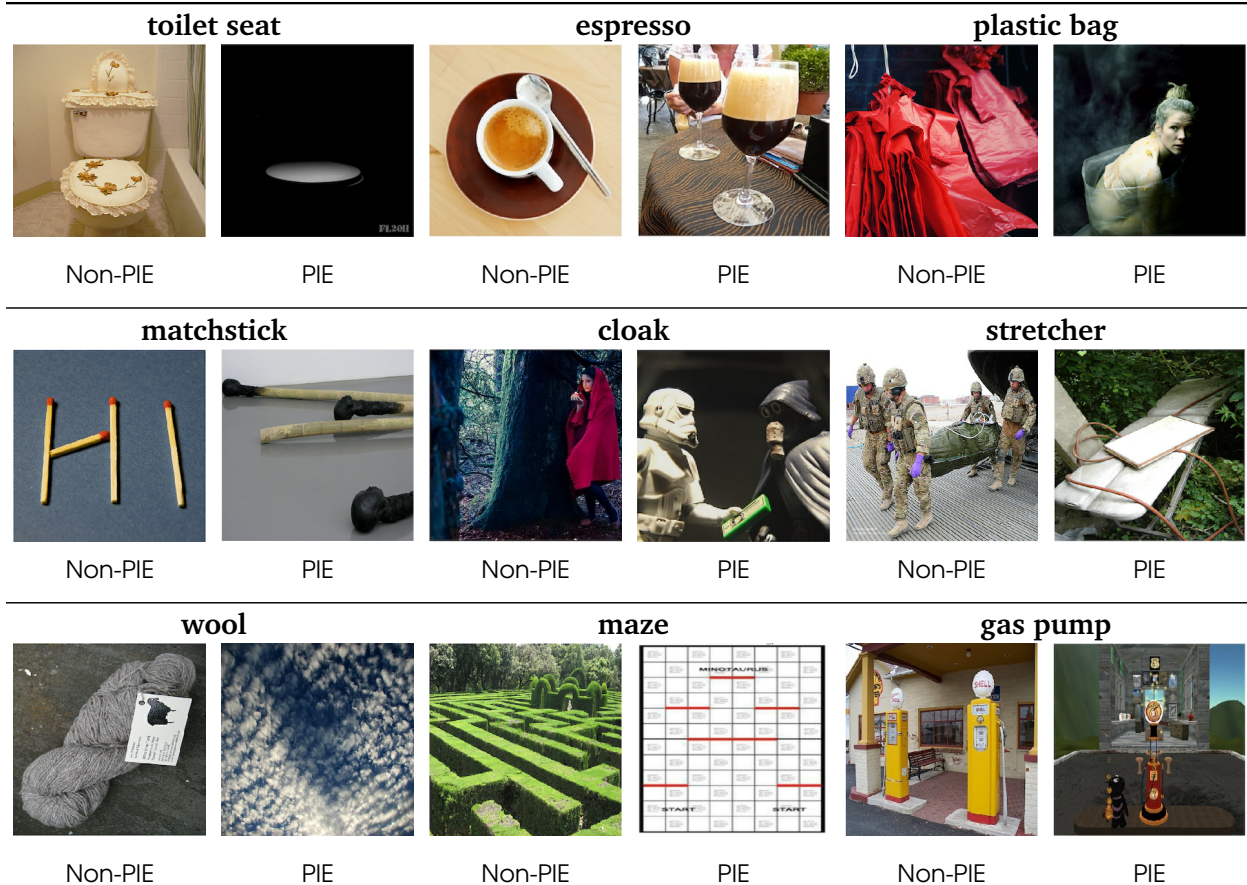 toilet seat espresso plastic bag
FL2011
Non-PIE PIE Non-PIE PIE Non-PIE PIE
matchstick cloak stretcher
Non-PIE PIE Non-PIE PIE Non-PIE PIE
wool maze gas pump
MINOTAURUS
SHELL
START START
Non-PIE PIE Non-PIE PIE Non-PIE PIE